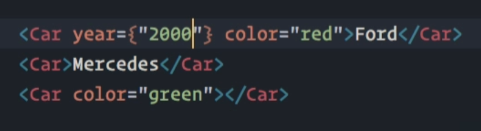 <Car year={"2000"} color="red">Ford</Car>
<Car>Mercedes</Car>
<Car color="green"></Car>